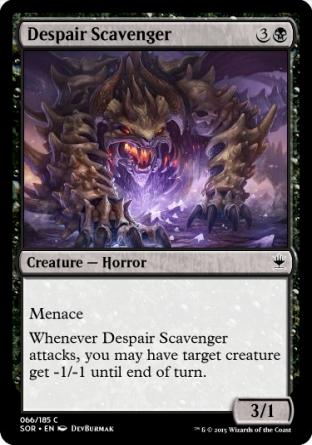 Despair Scavenger 3
Creature — Horror
Menace
Whenever Despair Scavenger
attacks, you may have target creature
get -1/-1 until end of turn.
3/1
066/185 C
SOR • EN DevBurmak
™ & © 2015 Wizards of the Coast